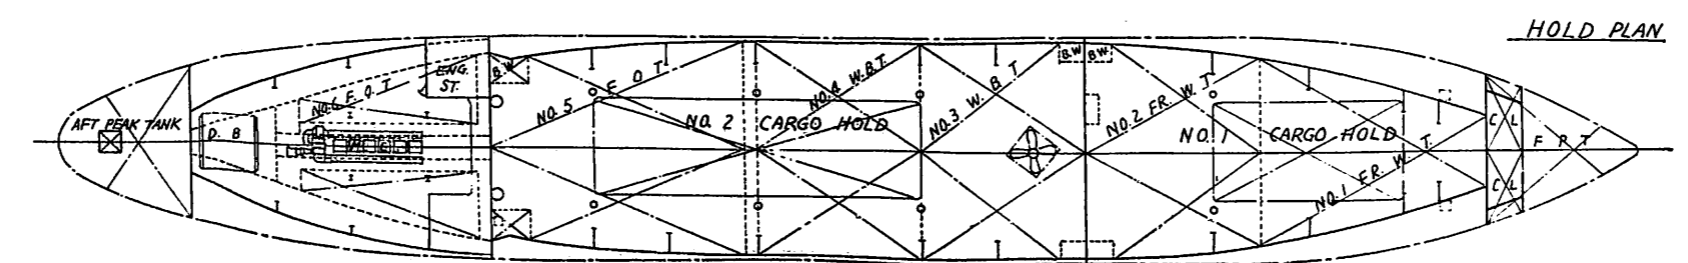 HOLD PLAN
AFT PEAK TANK
D. B
NO. 6 F. O. T
ENG. ST.
M E
B.W.
NO. 5 F O T
NO. 2 CARGO HOLD
NO. 4 W. B. T.
NO. 3 W. B T
B.W. B.W.
NO. 2 FR. W. T
NO. 1 CARGO HOLD
NO. 1 FR. W. T
C L
C L
F P T